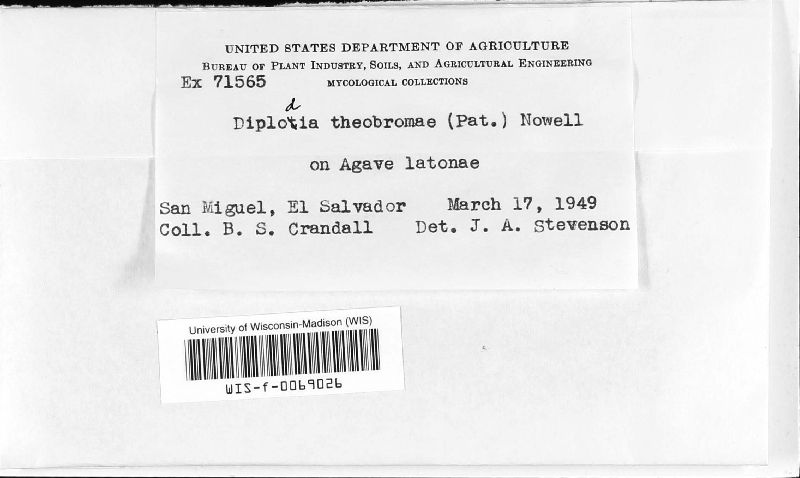 UNITED STATES DEPARTMENT OF AGRICULTURE
BUREAU OF PLANT INDUSTRY, SOILS, AND AGRICULTURAL ENGINEERING
Ex 71565 MYCOLOGICAL COLLECTIONS
d
Diplotia theobromae (Pat.) Nowell
on Agave latonae
San Miguel, El Salvador March 17, 1949
Coll. B. S. Crandall Det. J. A. Stevenson
University of Wisconsin-Madison (WIS)
WIS-f-0069026